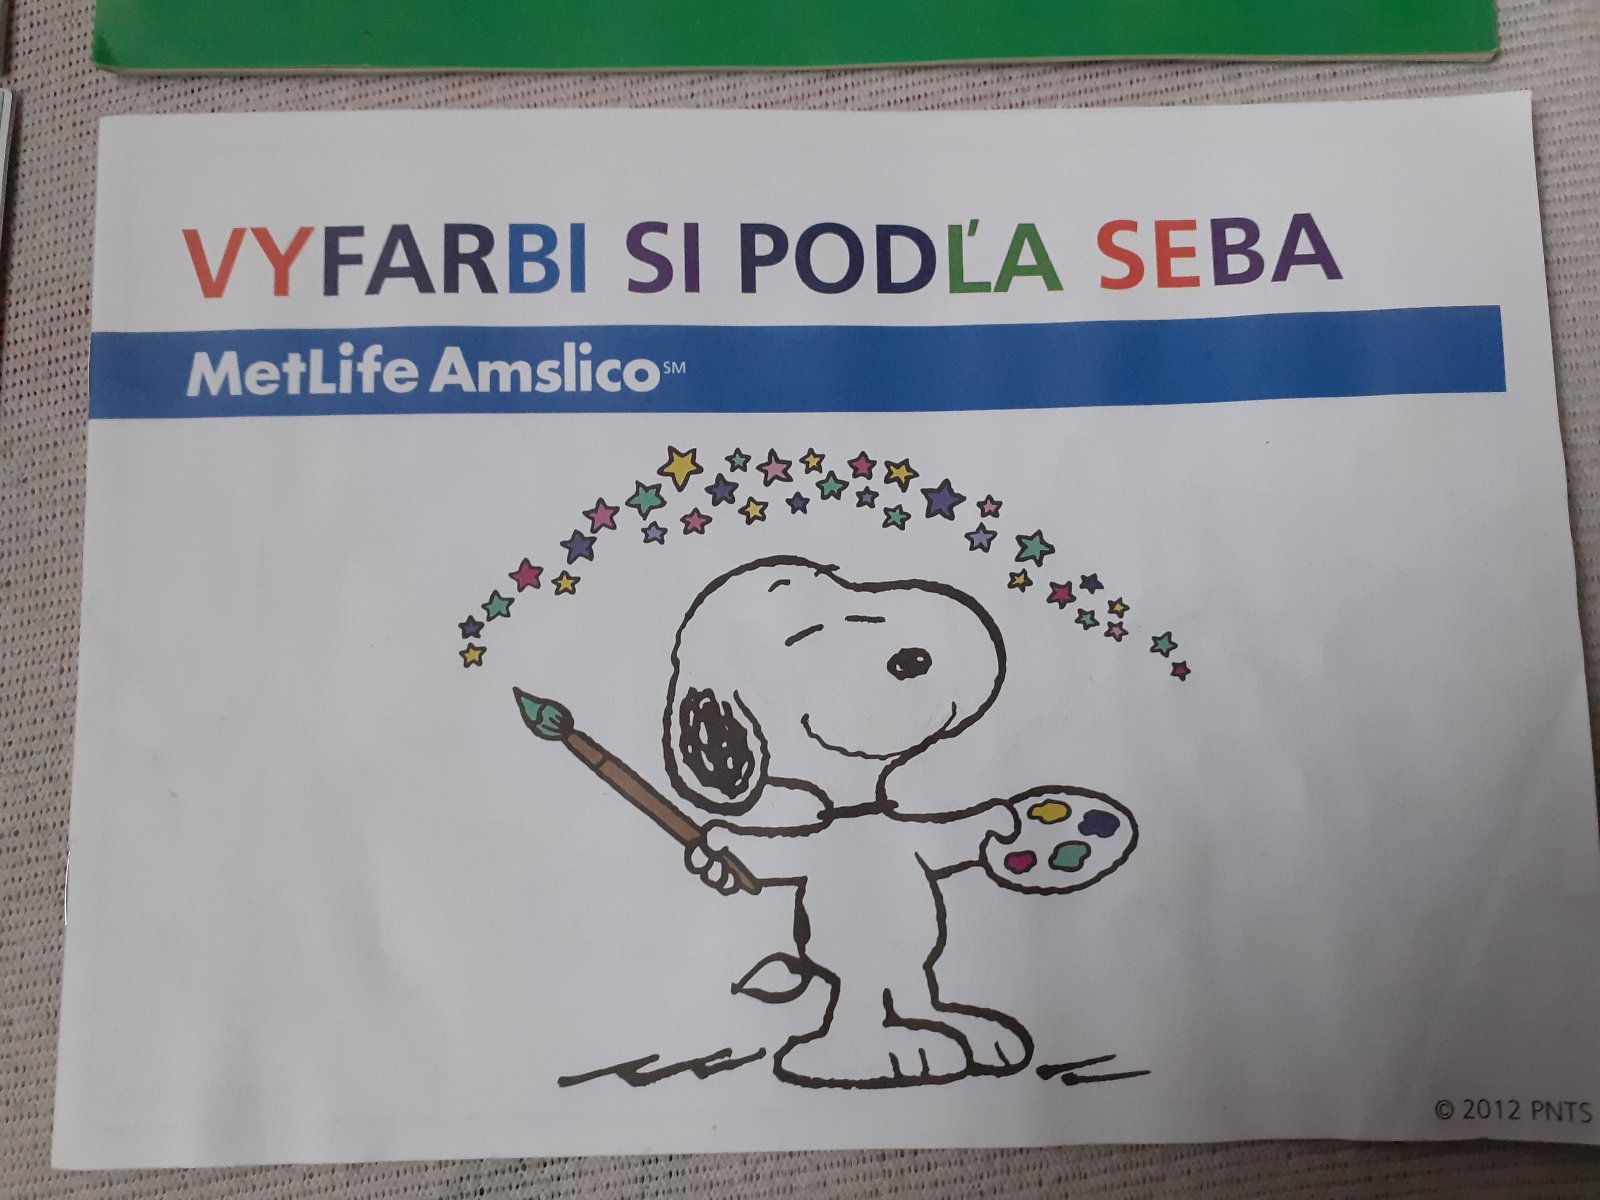 VYFARBI SI PODĽA SEBA
MetLife Amslico℠
© 2012 PNTS